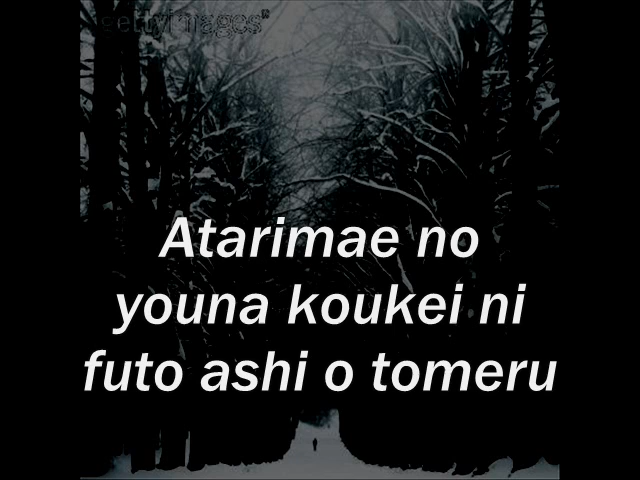 gettyimages®
Atarimae no
youna koukei ni
futo ashi o tomeru